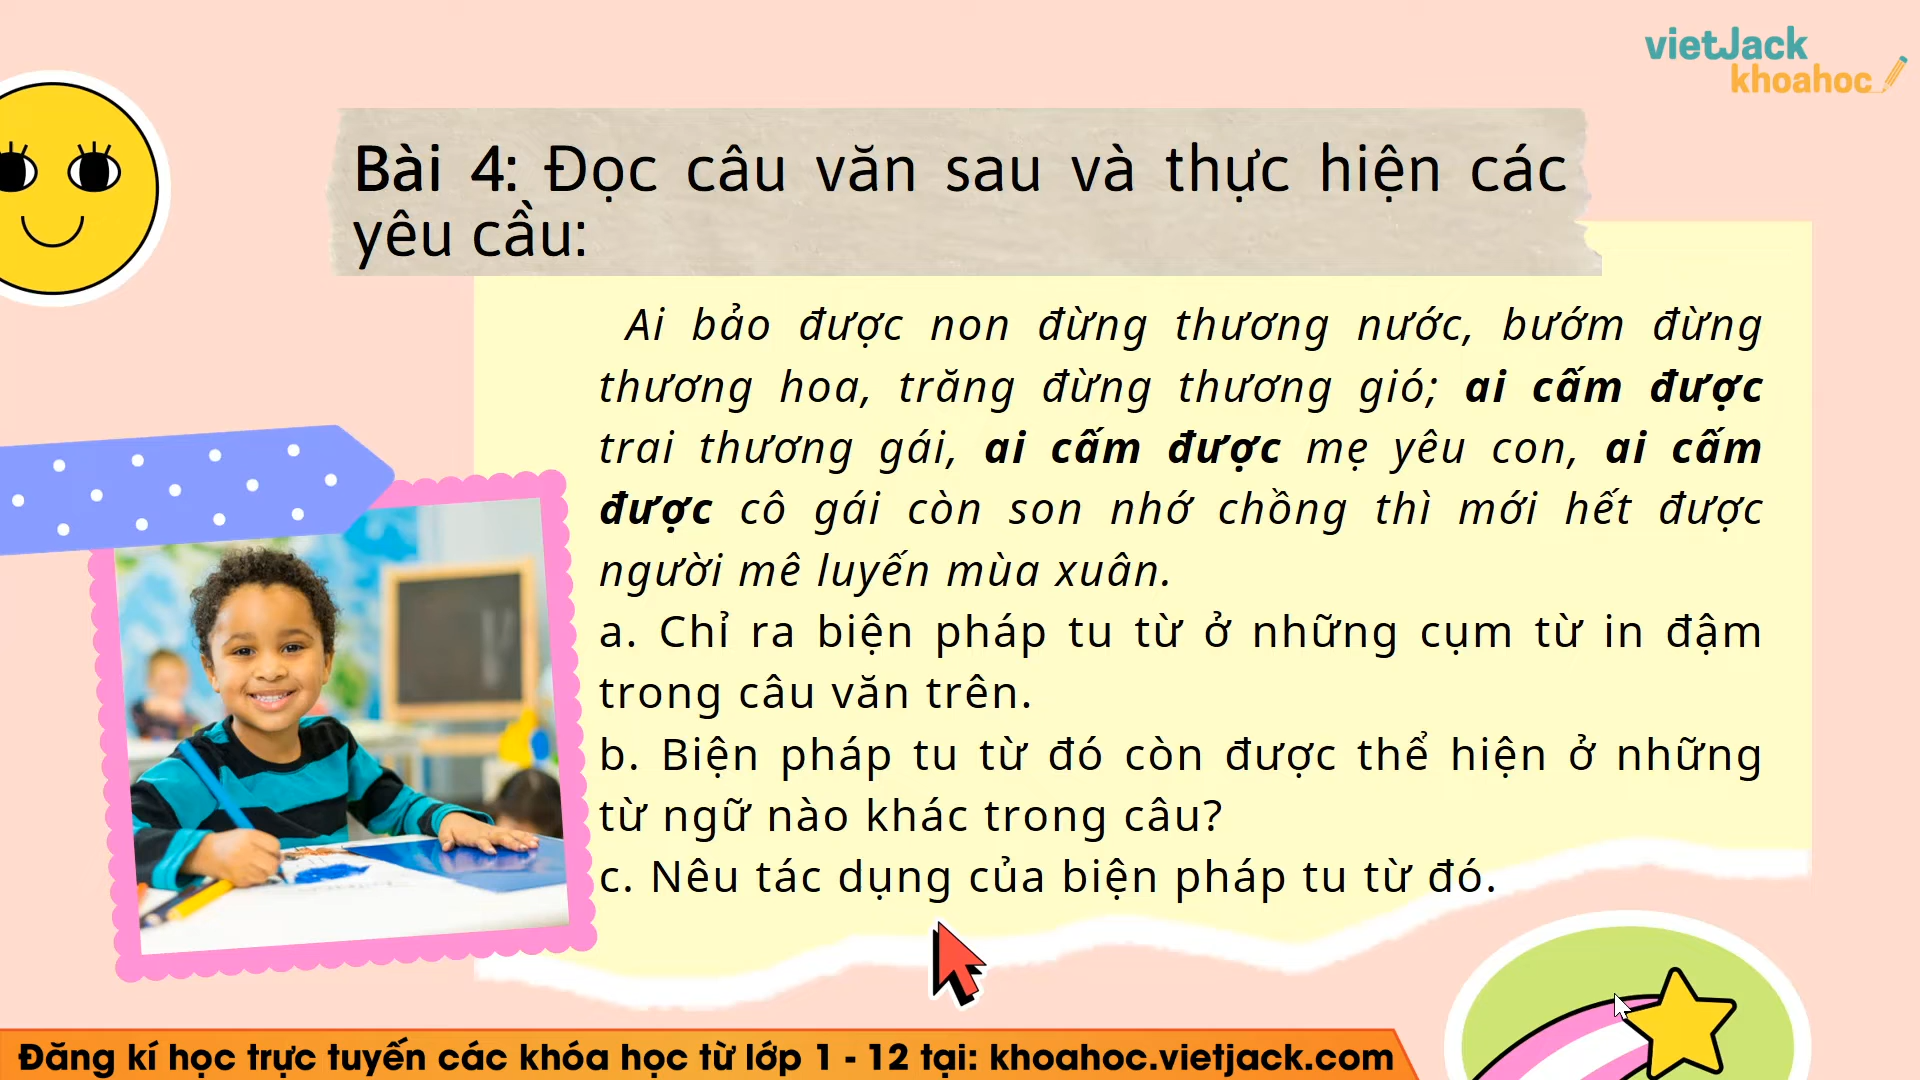 vietJack
khoahoc
Bài 4: Đọc câu văn sau và thực hiện các
yêu cầu:
Ai bảo được non đừng thương nước, bướm đừng
thương hoa, trăng đừng thương gió; ai cấm được
trai thương gái, ai cấm được mẹ yêu con, ai cấm
được cô gái còn son nhớ chồng thì mới hết được
người mê luyến mùa xuân.
a. Chỉ ra biện pháp tu từ ở những cụm từ in đậm
trong câu văn trên.
b. Biện pháp tu từ đó còn được thể hiện ở những
từ ngữ nào khác trong câu?
c. Nêu tác dụng của biện pháp tu từ đó.
Đăng kí học trực tuyến các khóa học từ lớp 1 - 12 tại: khoahoc.vietjack.com